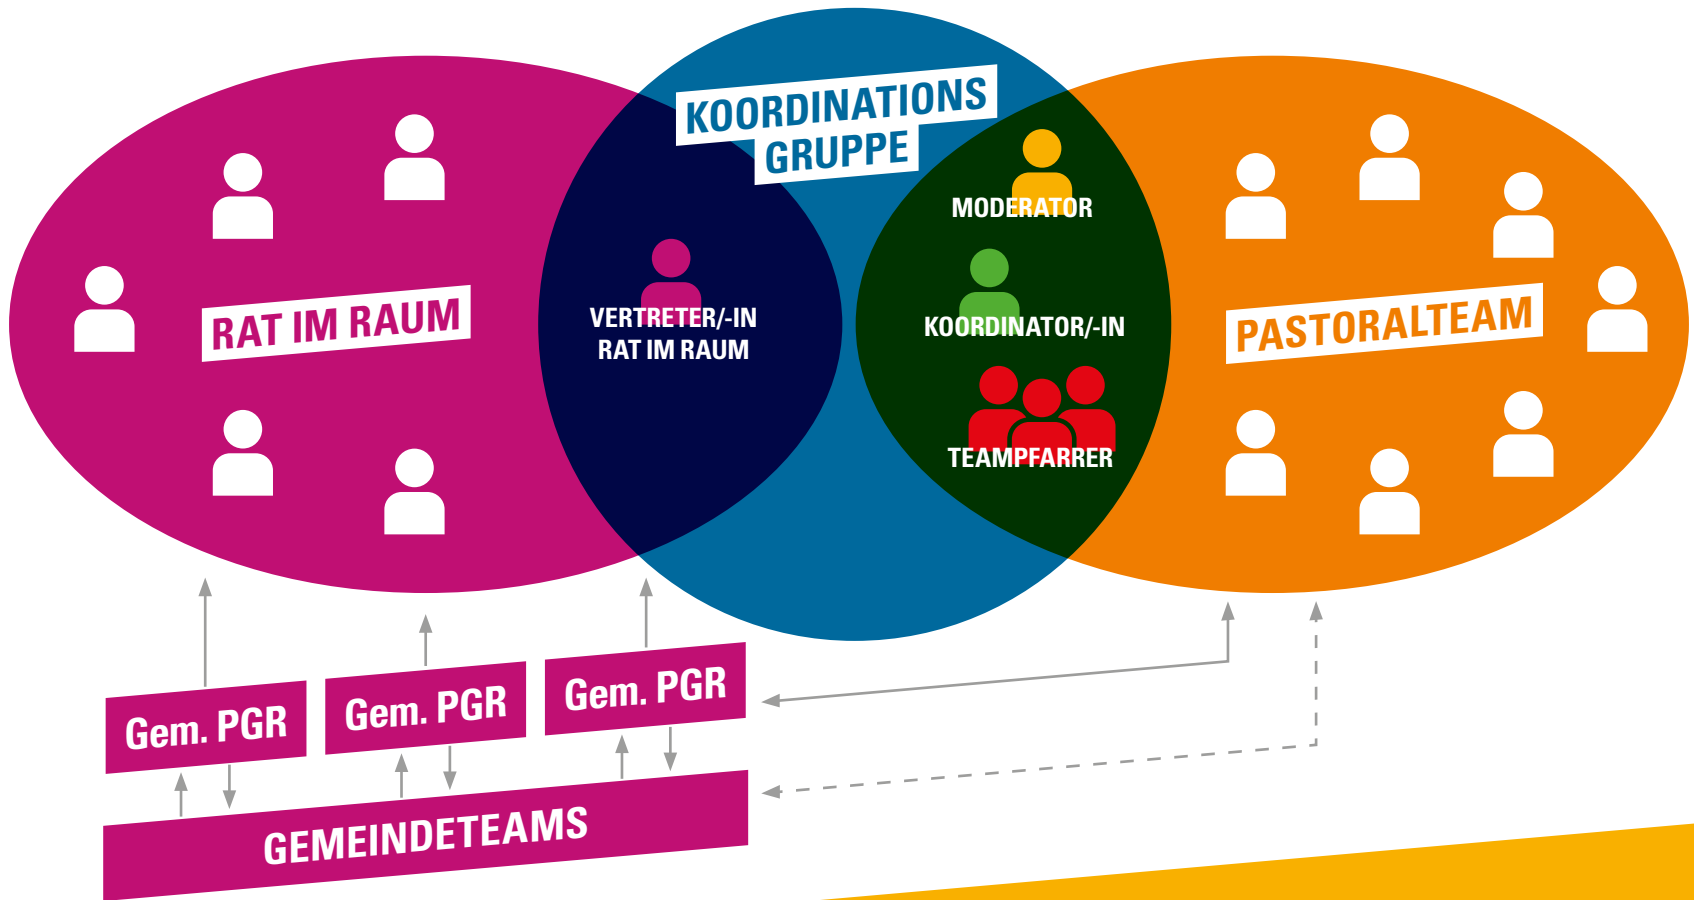 KOORDINATIONS
GRUPPE
MODERATOR
RAT IM RAUM
VERTRETER/-IN
RAT IM RAUM
KOORDINATOR/-IN
PASTORALTEAM
TEAMPFARRER
Gem. PGR
Gem. PGR
Gem. PGR
GEMEINDETEAMS